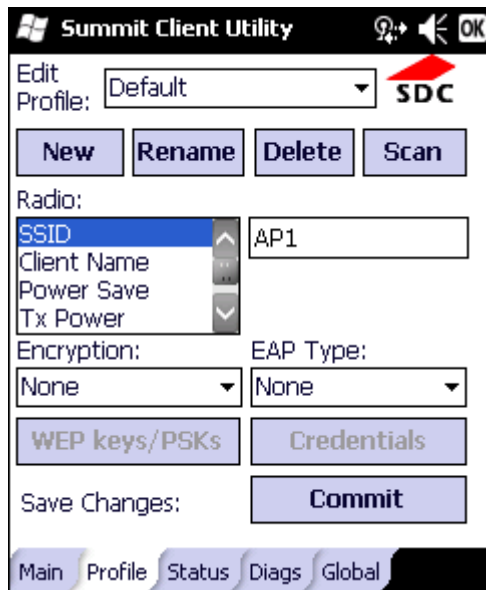 Summit Client Utility OK
Edit
Profile: Default
SDC
New Rename Delete Scan
Radio:
SSID AP1
Client Name
Power Save
Tx Power
Encryption: EAP Type:
None None
WEP keys/PSKs Credentials
Save Changes: Commit
Main Profile Status Diags Global